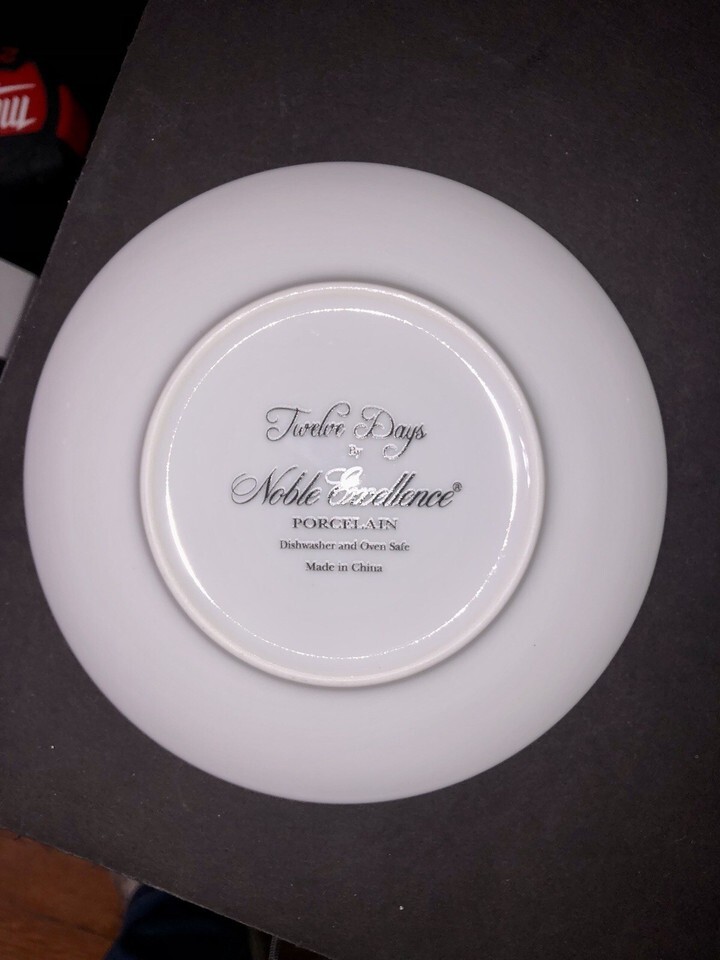 Twelve Days
By
Noble Excellence®
PORCELAIN
Dishwasher and Oven Safe
Made in China